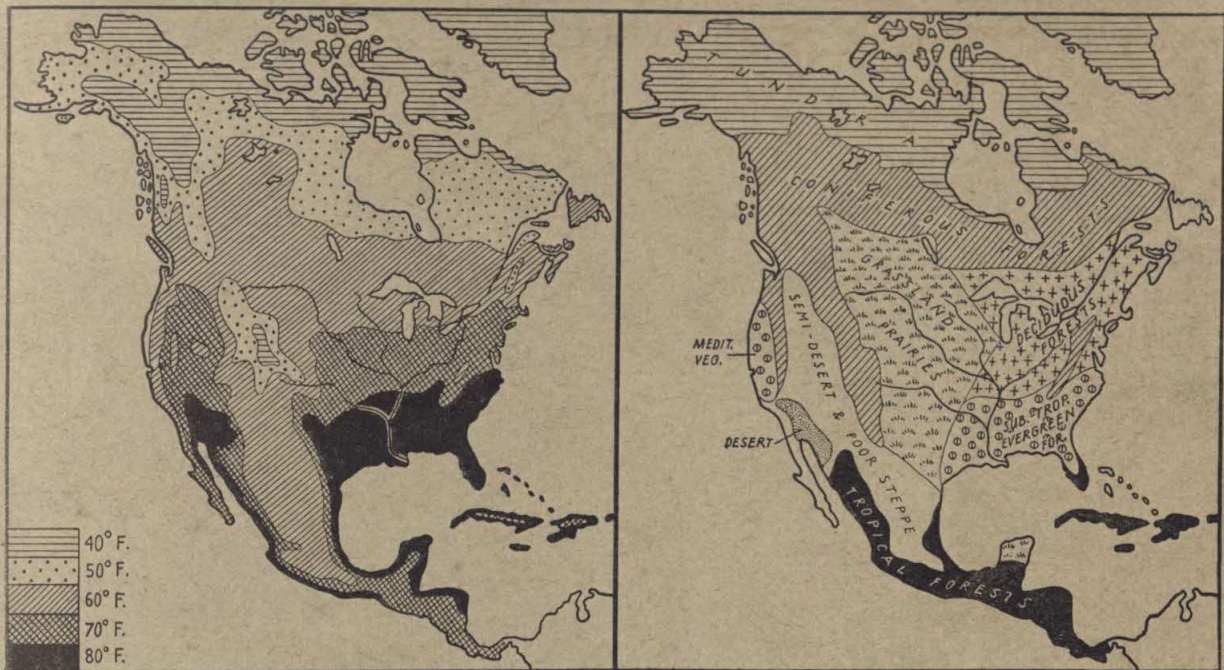 40° F.
50° F.
60° F.
70° F.
80° F.
TUNDRA
CONIFEROUS FORESTS
GRASSLAND
PRAIRIES
DECIDUOUS
FORESTS
SEMI-DESERT & POOR STEPPE
MEDIT.
VEG.
DESERT
SUB. TROP.
EVERGREEN
FOR.
TROPICAL FORESTS